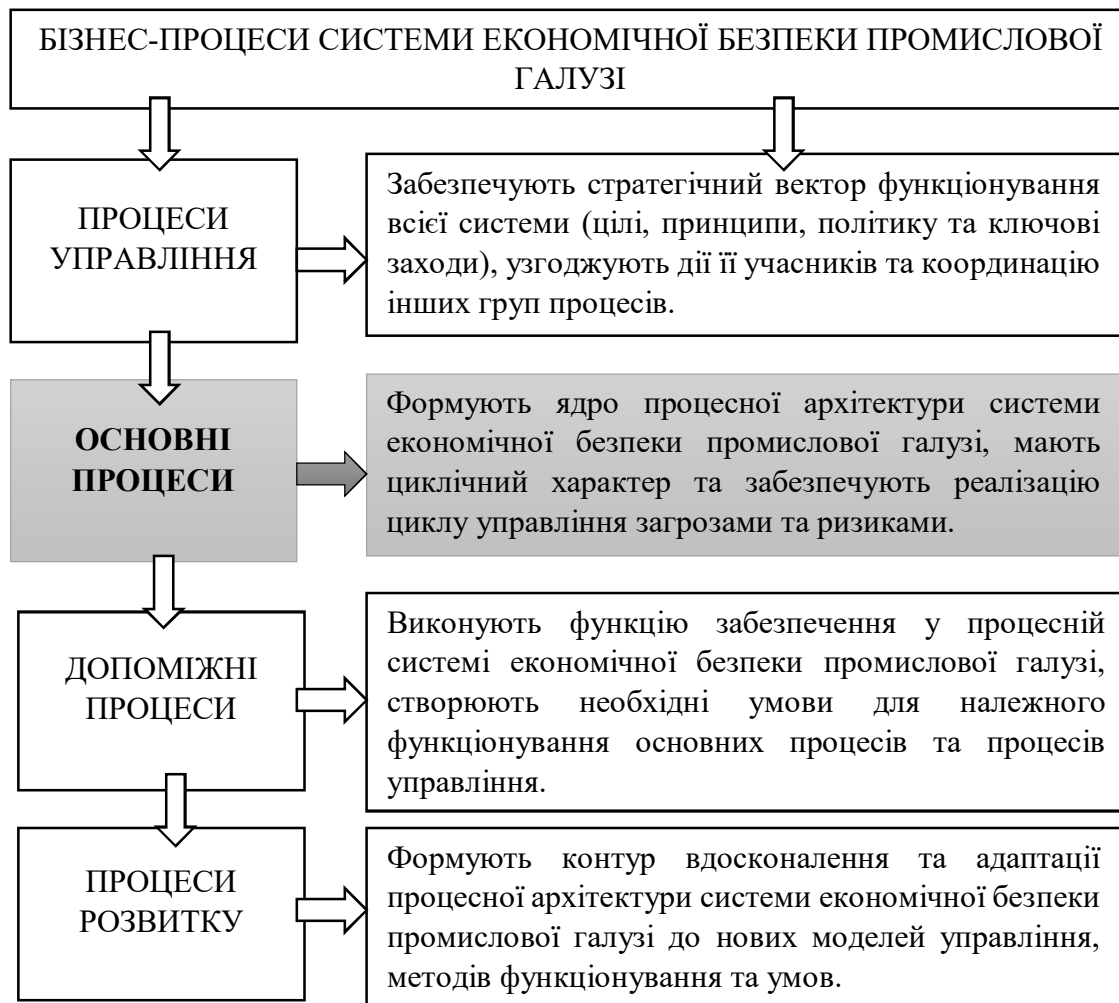 БІЗНЕС-ПРОЦЕСИ СИСТЕМИ ЕКОНОМІЧНОЇ БЕЗПЕКИ ПРОМИСЛОВОЇ
ГАЛУЗІ
ПРОЦЕСИ
УПРАВЛІННЯ
Забезпечують стратегічний вектор функціонування
всієї системи (цілі, принципи, політику та ключові
заходи), узгоджують дії її учасників та координацію
інших груп процесів.
ОСНОВНІ
ПРОЦЕСИ
Формують ядро процесної архітектури системи
економічної безпеки промислової галузі, мають
циклічний характер та забезпечують реалізацію
циклу управління загрозами та ризиками.
ДОПОМІЖНІ
ПРОЦЕСИ
Виконують функцію забезпечення у процесній
системі економічної безпеки промислової галузі,
створюють необхідні умови для належного
функціонування основних процесів та процесів
управління.
ПРОЦЕСИ
РОЗВИТКУ
Формують контур вдосконалення та адаптації
процесної архітектури системи економічної безпеки
промислової галузі до нових моделей управління,
методів функціонування та умов.